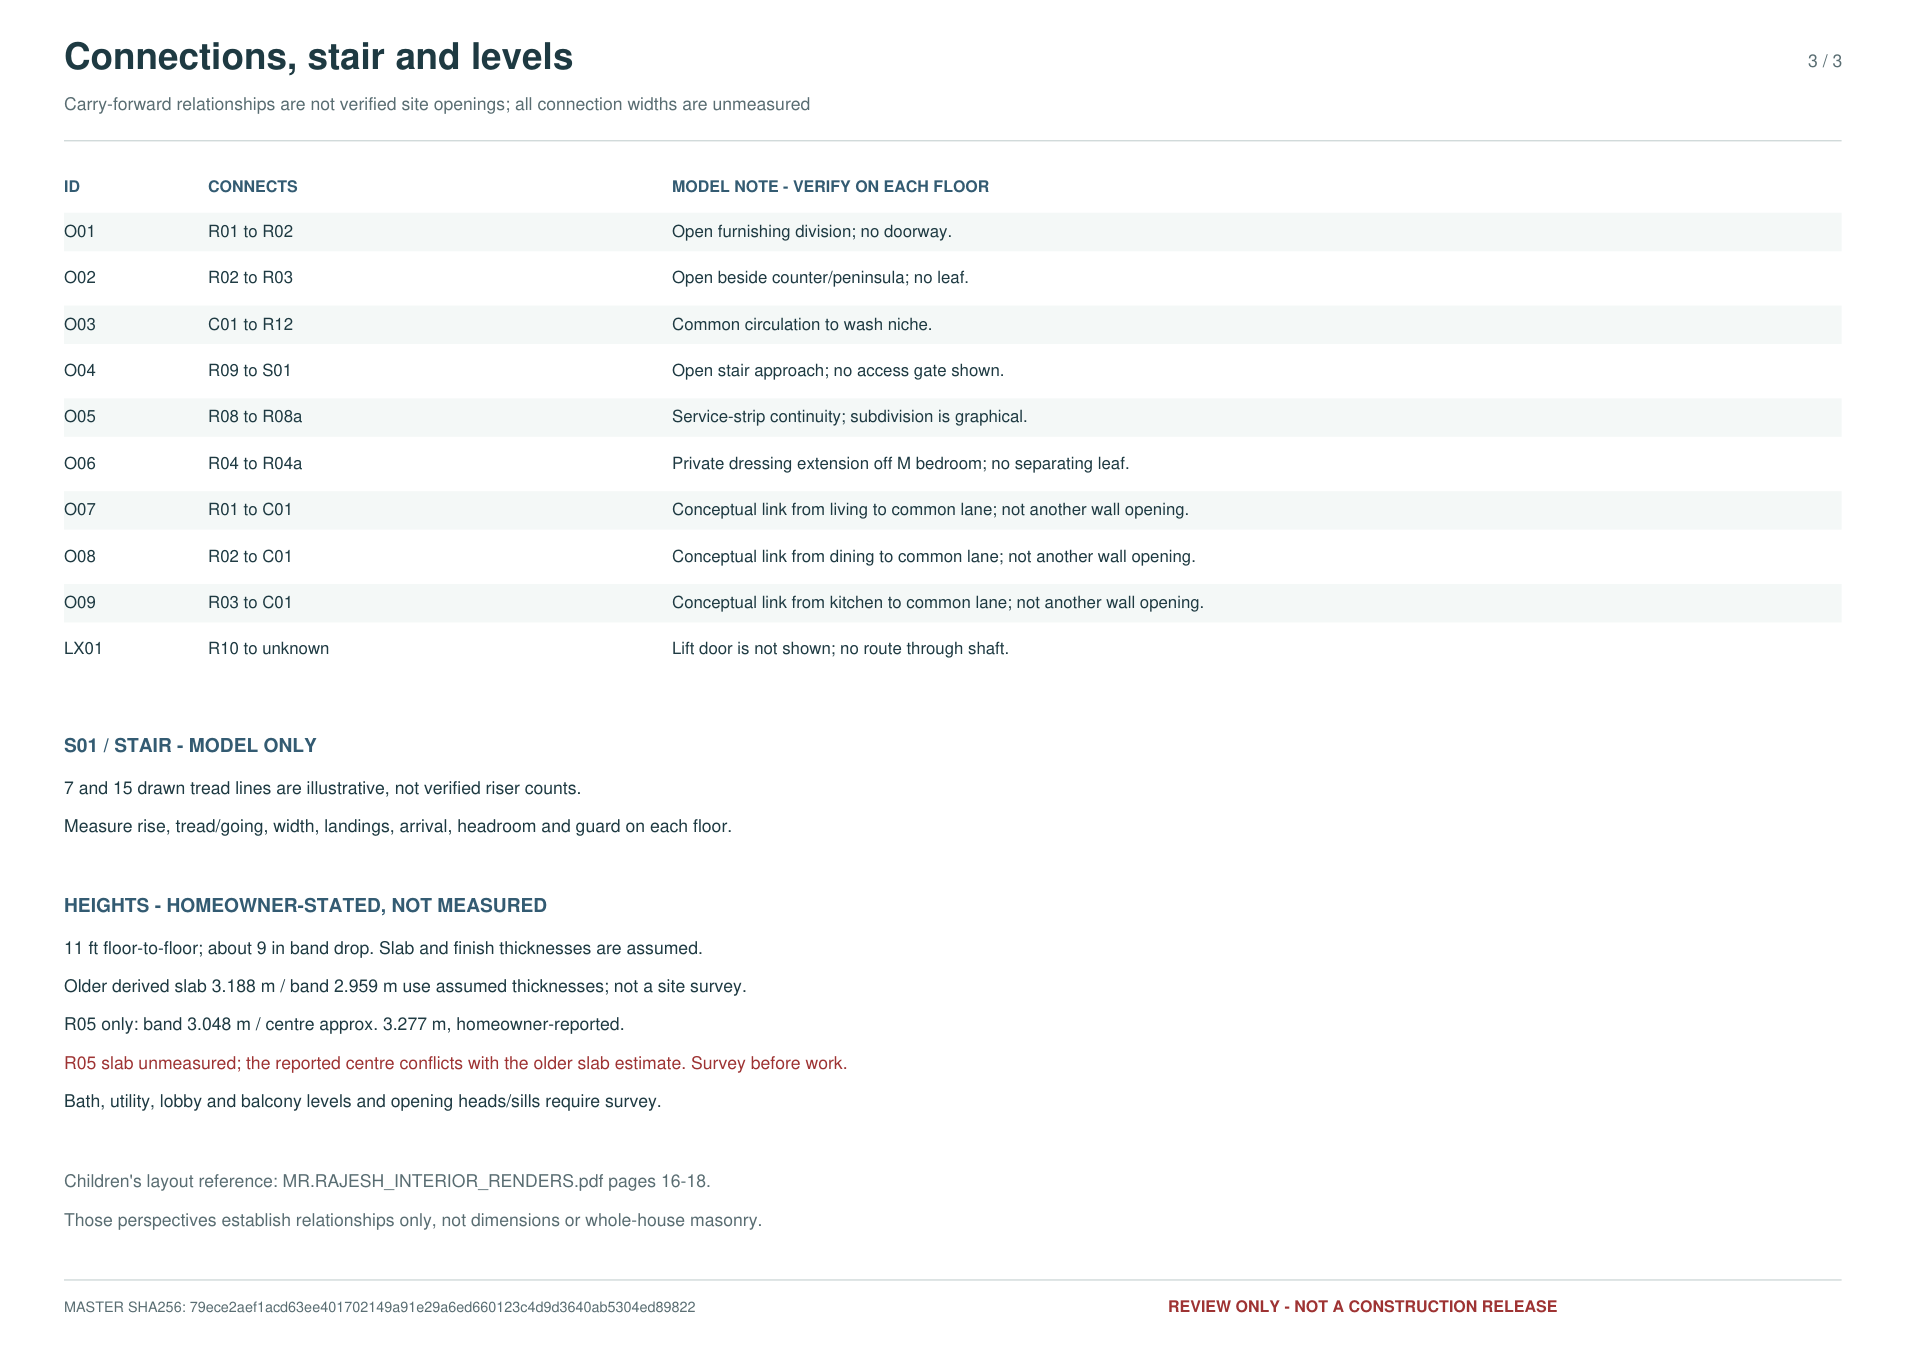 Connections, stair and levels
3 / 3
Carry-forward relationships are not verified site openings; all connection widths are unmeasured
ID CONNECTS MODEL NOTE - VERIFY ON EACH FLOOR
O01 R01 to R02 Open furnishing division; no doorway.
O02 R02 to R03 Open beside counter/peninsula; no leaf.
O03 C01 to R12 Common circulation to wash niche.
O04 R09 to S01 Open stair approach; no access gate shown.
O05 R08 to R08a Service-strip continuity; subdivision is graphical.
O06 R04 to R04a Private dressing extension off M bedroom; no separating leaf.
O07 R01 to C01 Conceptual link from living to common lane; not another wall opening.
O08 R02 to C01 Conceptual link from dining to common lane; not another wall opening.
O09 R03 to C01 Conceptual link from kitchen to common lane; not another wall opening.
LX01 R10 to unknown Lift door is not shown; no route through shaft.
S01 / STAIR - MODEL ONLY
7 and 15 drawn tread lines are illustrative, not verified riser counts.
Measure rise, tread/going, width, landings, arrival, headroom and guard on each floor.
HEIGHTS - HOMEOWNER-STATED, NOT MEASURED
11 ft floor-to-floor; about 9 in band drop. Slab and finish thicknesses are assumed.
Older derived slab 3.188 m / band 2.959 m use assumed thicknesses; not a site survey.
R05 only: band 3.048 m / centre approx. 3.277 m, homeowner-reported.
R05 slab unmeasured; the reported centre conflicts with the older slab estimate. Survey before work.
Bath, utility, lobby and balcony levels and opening heads/sills require survey.
Children's layout reference: MR.RAJESH_INTERIOR_RENDERS.pdf pages 16-18.
Those perspectives establish relationships only, not dimensions or whole-house masonry.
MASTER SHA256: 79ece2aef1acd63ee401702149a91e29a6ed660123c4d9d3640ab5304ed89822
REVIEW ONLY - NOT A CONSTRUCTION RELEASE